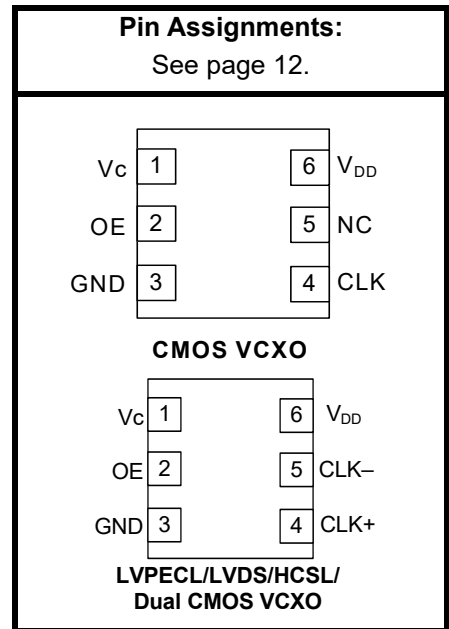 Pin Assignments:
See page 12.
Vc 1 6 VDD
OE 2 5 NC
GND 3 4 CLK
CMOS VCXO
Vc 1 6 VDD
OE 2 5 CLK–
GND 3 4 CLK+
LVPECL/LVDS/HCSL/
Dual CMOS VCXO